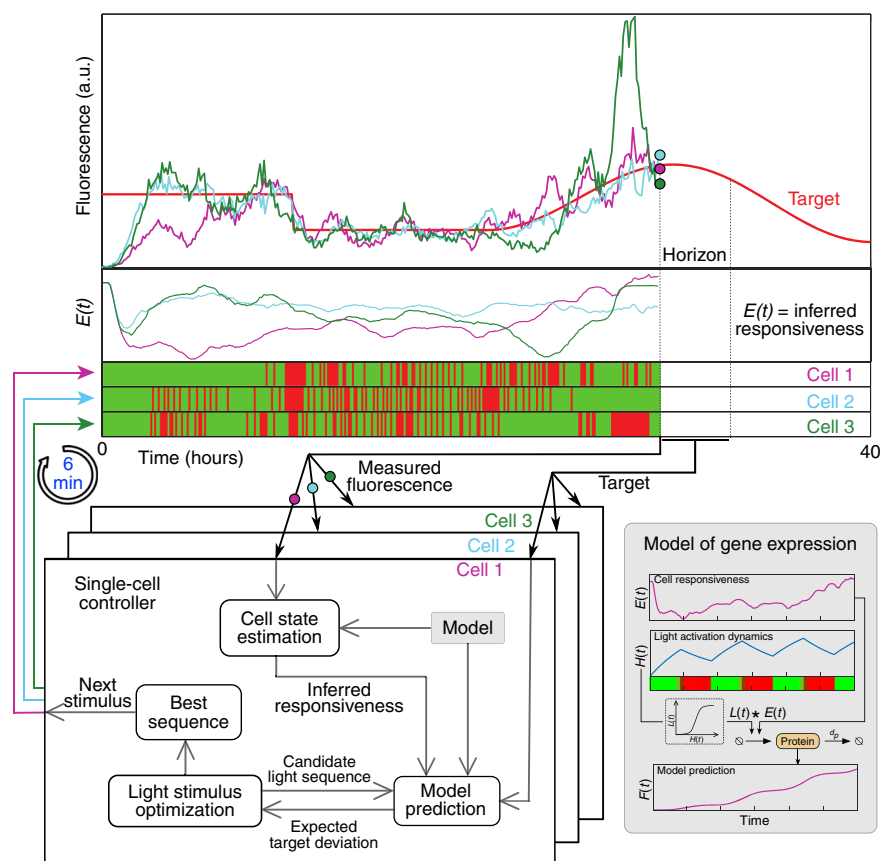 Fluorescence (a.u.)
Target
Horizon
E(t)
E(t) = inferred
responsiveness
Cell 1
Cell 2
Cell 3
0
Time (hours)
40
6
min
Measured
fluorescence
Target
Cell 3
Cell 2
Cell 1
Single-cell
controller
Cell state
estimation
Model
Next
stimulus
Best
sequence
Inferred
responsiveness
Candidate
light sequence
Light stimulus
optimization
Model
prediction
Expected
target deviation
Model of gene expression
Cell responsiveness
E(t)
Light activation dynamics
H(t)
L(t)
H(t)
L(t) * E(t)
∅
Protein
dp
∅
Model prediction
F(t)
Time